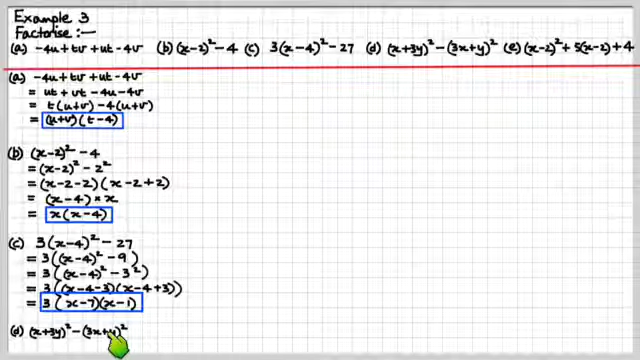 Example 3
Factorise :-
(a) -4u + tv + ut - 4v (b) (x-2)² - 4 (c) 3(x-4)² - 27 (d) (x+3y)² - (3x+y)² (e) (x-2)² + 5(x-2) + 4
(a) -4u + tv + ut - 4v
= ut + vt - 4u - 4v
= t(u+v) - 4(u+v)
= (u+v)(t-4)
(b) (x-2)² - 4
= (x-2)² - 2²
= (x-2-2)(x-2+2)
= (x-4) × x
= x(x-4)
(c) 3(x-4)² - 27
= 3((x-4)² - 9)
= 3((x-4)² - 3²)
= 3((x-4-3)(x-4+3))
= 3(x-7)(x-1)
(d) (x+3y)² - (3x+y)²